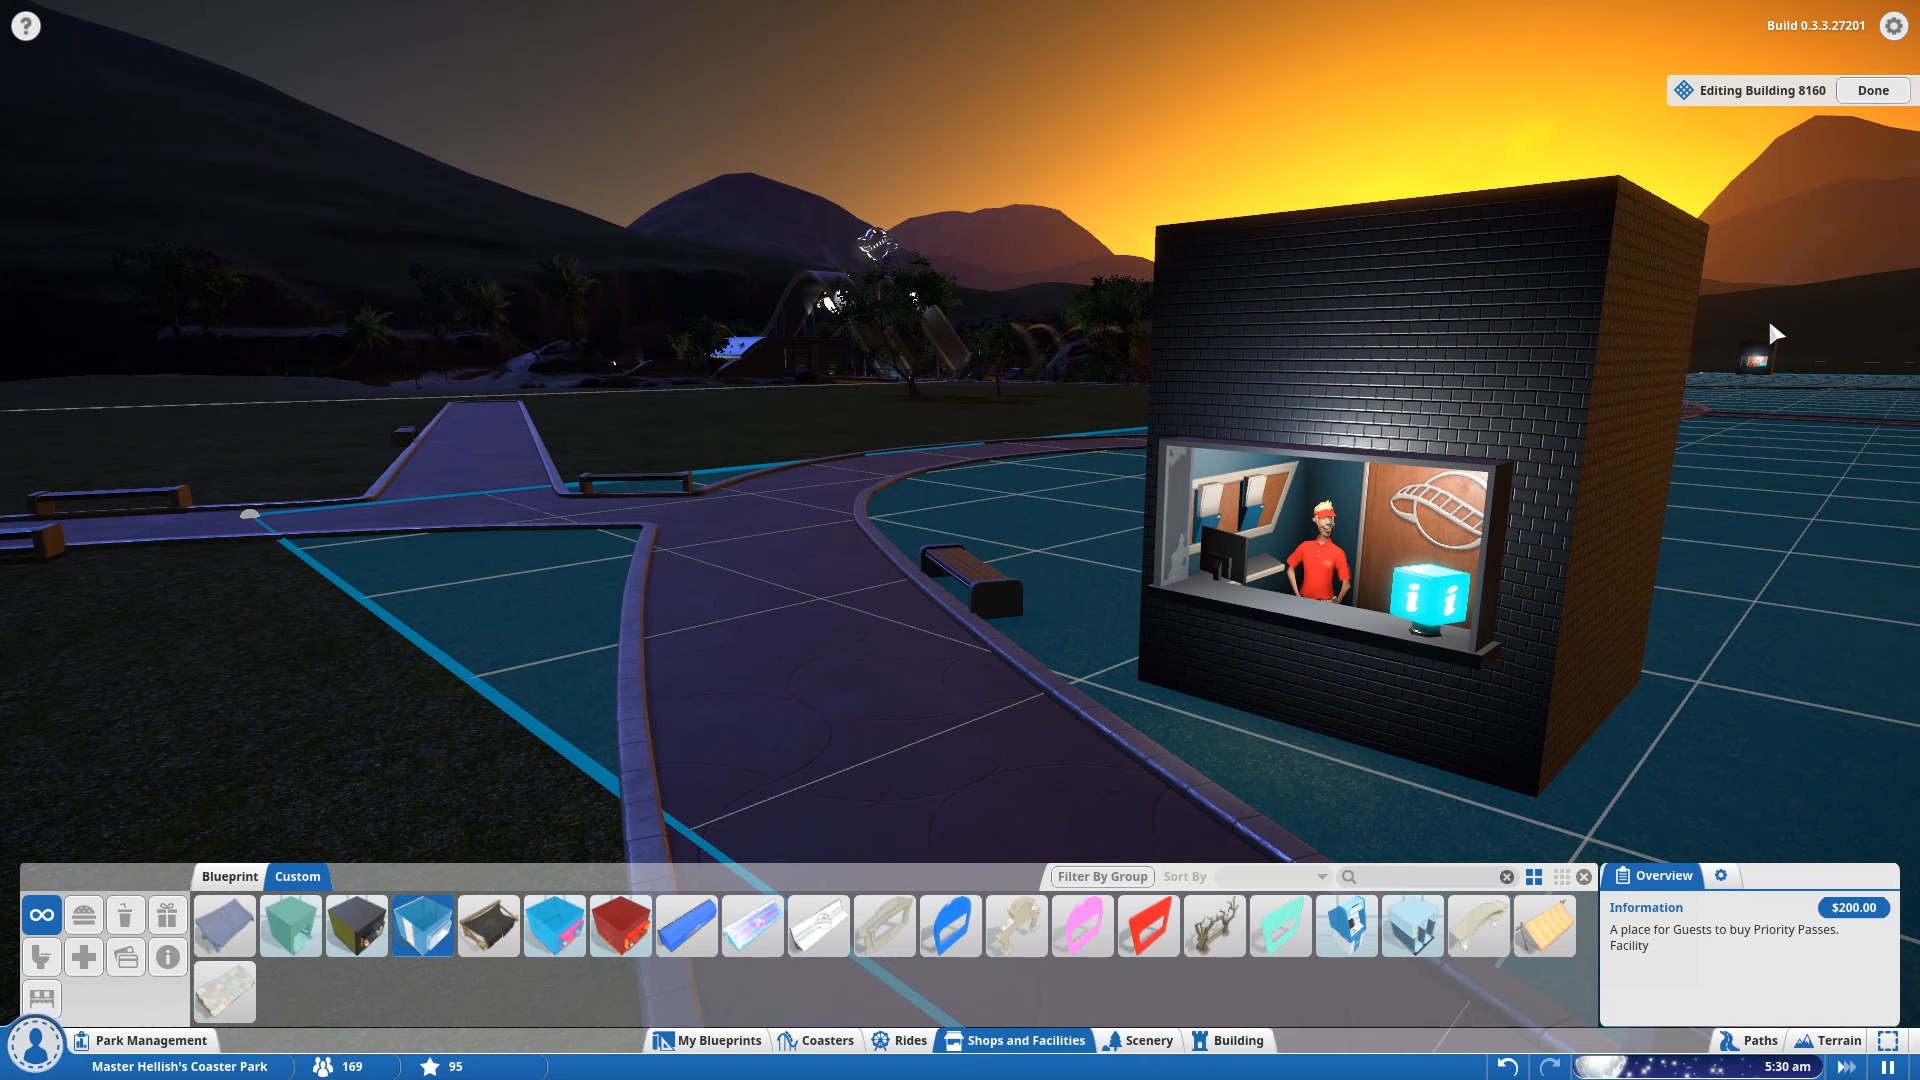 ?
Build 0.3.3.27201
Editing Building 8160
Done
i i
Blueprint
Custom
Filter By Group
Sort By
Overview
Information
$200.00
A place for Guests to buy Priority Passes.
Facility
Park Management
My Blueprints
Coasters
Rides
Shops and Facilities
Scenery
Building
Paths
Terrain
Master Hellish's Coaster Park
169
95
5:30 am